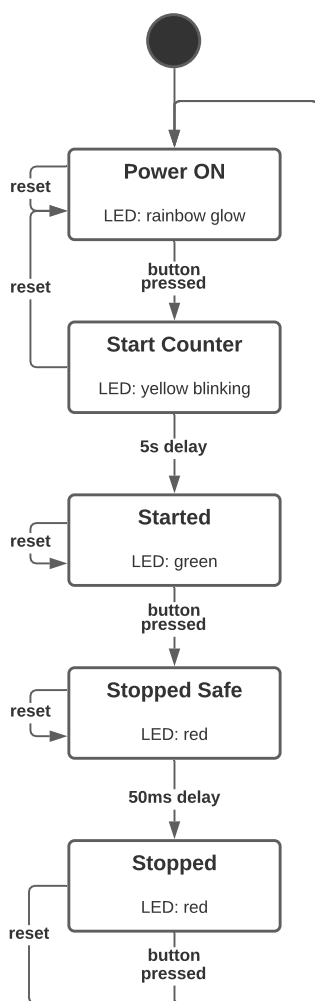 Power ON
reset
LED: rainbow glow
button
pressed
reset
Start Counter
LED: yellow blinking
5s delay
Started
reset
LED: green
button
pressed
Stopped Safe
reset
LED: red
50ms delay
Stopped
LED: red
reset
button
pressed